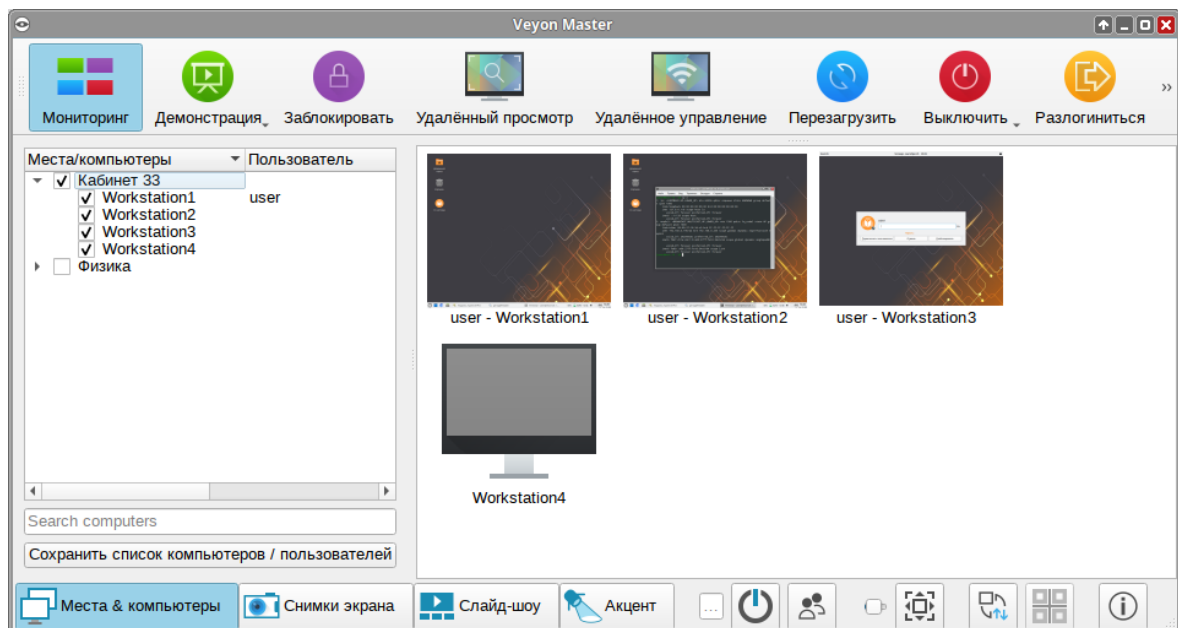 Veyon Master
Мониторинг
Демонстрация
Заблокировать
Удалённый просмотр
Удалённое управление
Перезагрузить
Выключить
Разлогиниться
Места/компьютеры
Пользователь
Кабинет 33
Workstation1 user
Workstation2
Workstation3
Workstation4
Физика
Search computers
Сохранить список компьютеров / пользователей
user - Workstation1
user - Workstation2
user - Workstation3
Workstation4
Места & компьютеры
Снимки экрана
Слайд-шоу
Акцент
...